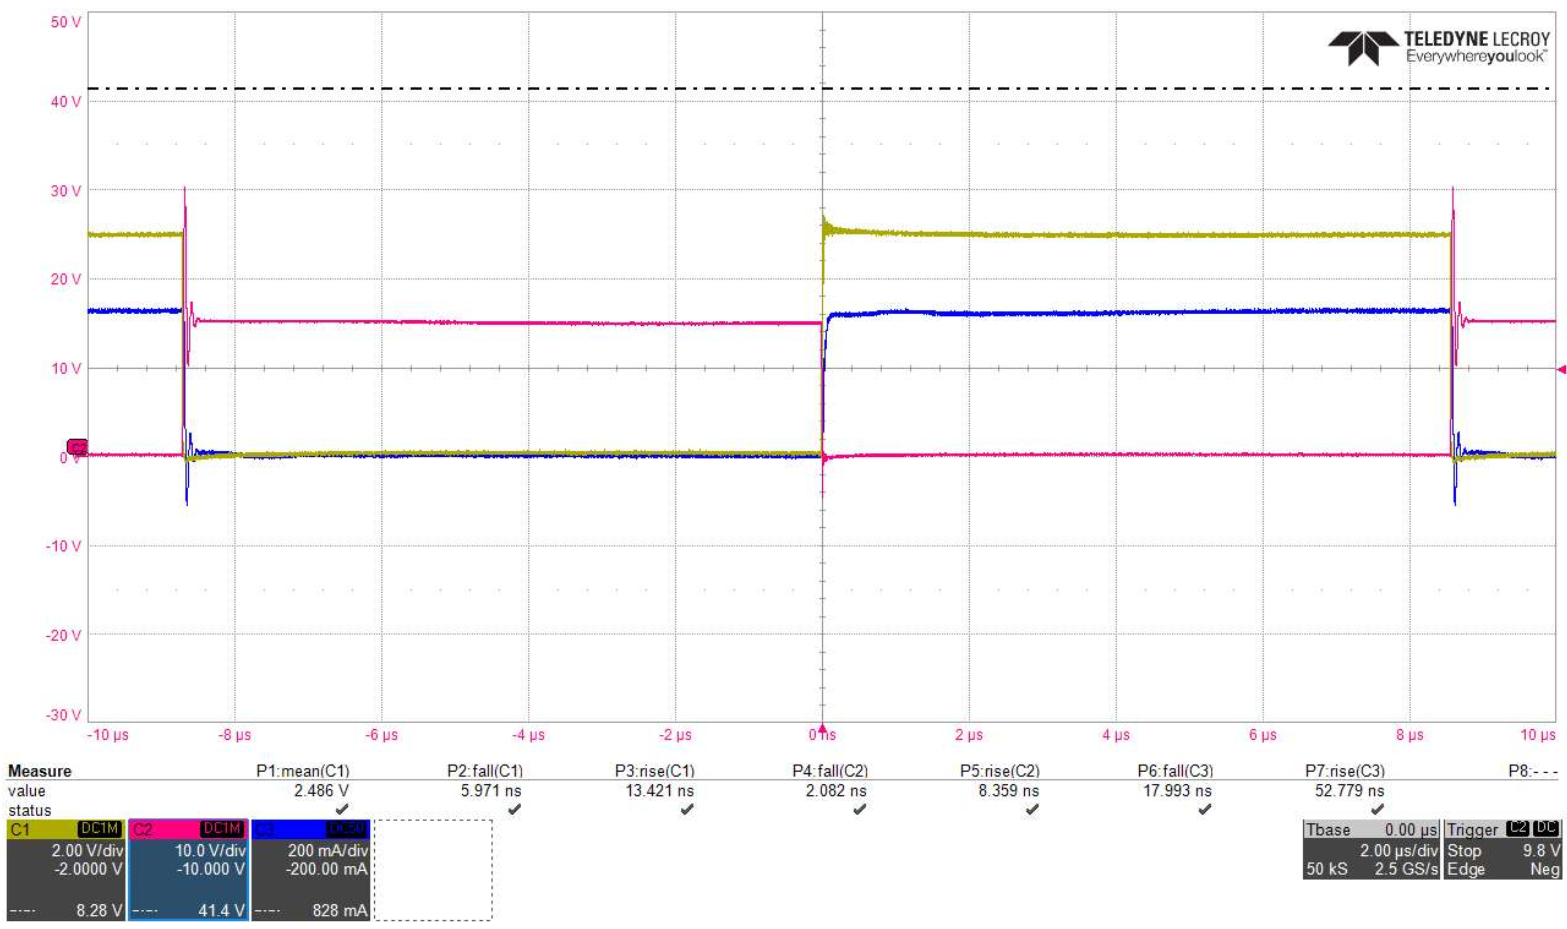 50 V
TELEDYNE LECROY
Everywhereyoulook™
40 V
30 V
20 V
10 V
C2
0 V
-10 V
-20 V
-30 V
-10 µs -8 µs -6 µs -4 µs -2 µs 0 ns 2 µs 4 µs 6 µs 8 µs 10 µs
Measure P1:mean(C1) P2:fall(C1) P3:rise(C1) P4:fall(C2) P5:rise(C2) P6:fall(C3) P7:rise(C3) P8:- - -
value 2.486 V 5.971 ns 13.421 ns 2.082 ns 8.359 ns 17.993 ns 52.779 ns
status
C1 DC1M C2 DC1M C3 DC50 Tbase 0.00 µs Trigger C2 DC
2.00 V/div 10.0 V/div 200 mA/div 2.00 µs/div Stop 9.8 V
-2.0000 V -10.000 V -200.00 mA 50 kS 2.5 GS/s Edge Neg
8.28 V 41.4 V 828 mA